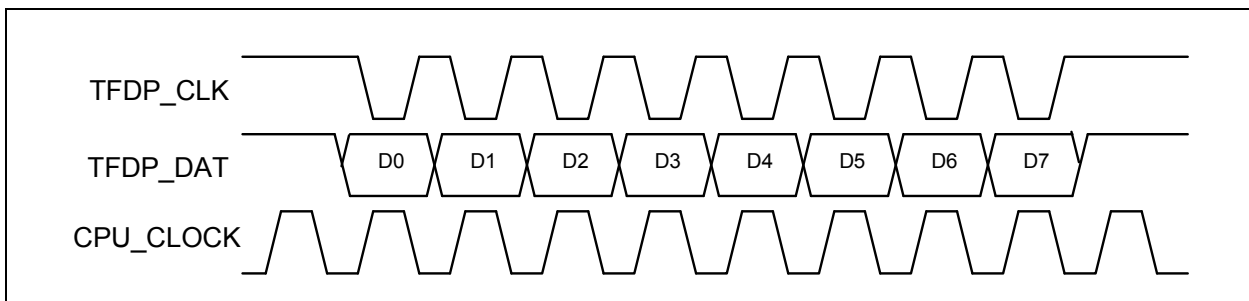 TFDP_CLK
TFDP_DAT D0 D1 D2 D3 D4 D5 D6 D7
CPU_CLOCK